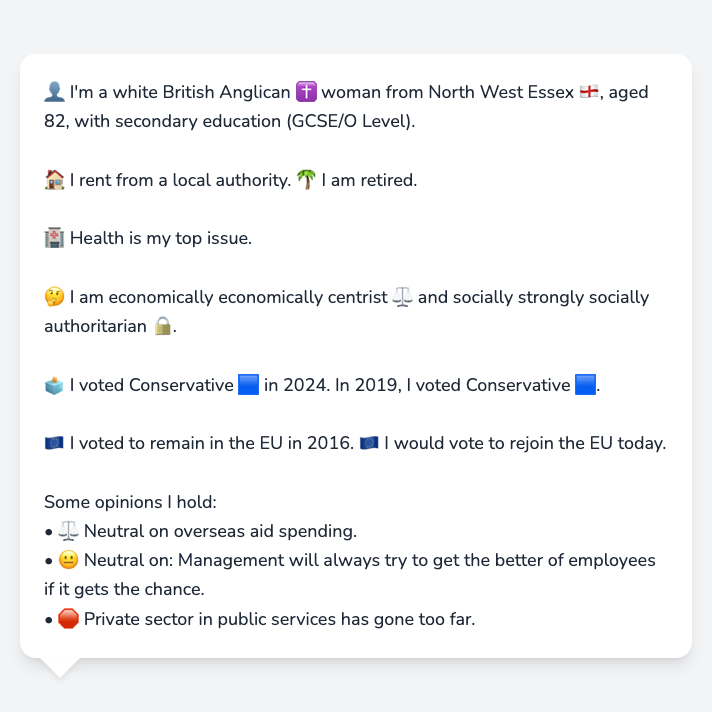 👤 I'm a white British Anglican ✝️ woman from North West Essex 🏴󠁧󠁢󠁥󠁮󠁧󠁿, aged
82, with secondary education (GCSE/O Level).
🏠 I rent from a local authority. 🌴 I am retired.
🏥 Health is my top issue.
🤔 I am economically economically centrist ⚖️ and socially strongly socially
authoritarian 🔒.
🗳️ I voted Conservative 🟦 in 2024. In 2019, I voted Conservative 🟦.
🇪🇺 I voted to remain in the EU in 2016. 🇪🇺 I would vote to rejoin the EU today.
Some opinions I hold:
• ⚖️ Neutral on overseas aid spending.
• 😐 Neutral on: Management will always try to get the better of employees
if it gets the chance.
• 🛑 Private sector in public services has gone too far.